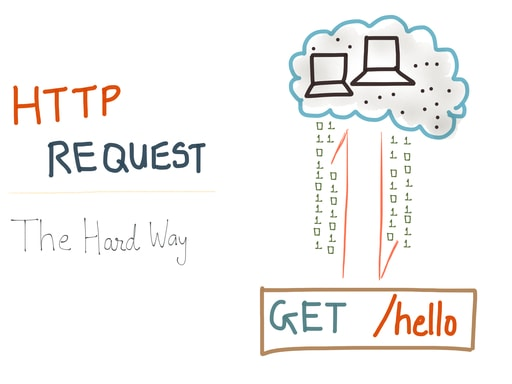 HTTP
REQUEST
The Hard Way
GET /hello